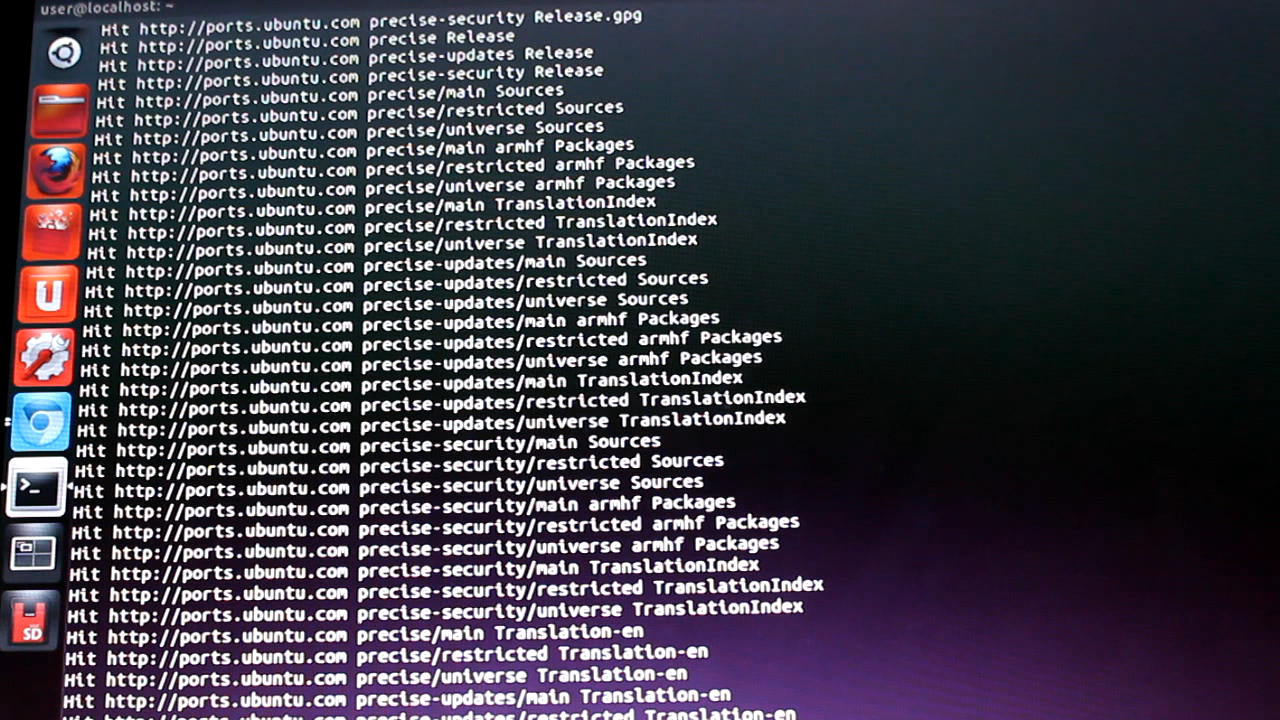 user@localhost: ~
Hit http://ports.ubuntu.com precise-security Release.gpg
Hit http://ports.ubuntu.com precise Release
Hit http://ports.ubuntu.com precise-updates Release
Hit http://ports.ubuntu.com precise-security Release
Hit http://ports.ubuntu.com precise/main Sources
Hit http://ports.ubuntu.com precise/restricted Sources
Hit http://ports.ubuntu.com precise/universe Sources
Hit http://ports.ubuntu.com precise/main armhf Packages
Hit http://ports.ubuntu.com precise/restricted armhf Packages
Hit http://ports.ubuntu.com precise/universe armhf Packages
Hit http://ports.ubuntu.com precise/main TranslationIndex
Hit http://ports.ubuntu.com precise/restricted TranslationIndex
Hit http://ports.ubuntu.com precise/universe TranslationIndex
Hit http://ports.ubuntu.com precise-updates/main Sources
Hit http://ports.ubuntu.com precise-updates/restricted Sources
Hit http://ports.ubuntu.com precise-updates/universe Sources
Hit http://ports.ubuntu.com precise-updates/main armhf Packages
Hit http://ports.ubuntu.com precise-updates/restricted armhf Packages
Hit http://ports.ubuntu.com precise-updates/universe armhf Packages
Hit http://ports.ubuntu.com precise-updates/main TranslationIndex
Hit http://ports.ubuntu.com precise-updates/restricted TranslationIndex
Hit http://ports.ubuntu.com precise-updates/universe TranslationIndex
Hit http://ports.ubuntu.com precise-security/main Sources
Hit http://ports.ubuntu.com precise-security/restricted Sources
Hit http://ports.ubuntu.com precise-security/universe Sources
Hit http://ports.ubuntu.com precise-security/main armhf Packages
Hit http://ports.ubuntu.com precise-security/restricted armhf Packages
Hit http://ports.ubuntu.com precise-security/universe armhf Packages
Hit http://ports.ubuntu.com precise-security/main TranslationIndex
Hit http://ports.ubuntu.com precise-security/restricted TranslationIndex
Hit http://ports.ubuntu.com precise-security/universe TranslationIndex
Hit http://ports.ubuntu.com precise/main Translation-en
Hit http://ports.ubuntu.com precise/restricted Translation-en
Hit http://ports.ubuntu.com precise/universe Translation-en
Hit http://ports.ubuntu.com precise-updates/main Translation-en
Hit http://ports.ubuntu.com precise-updates/restricted Translation-en
U
>_
SD